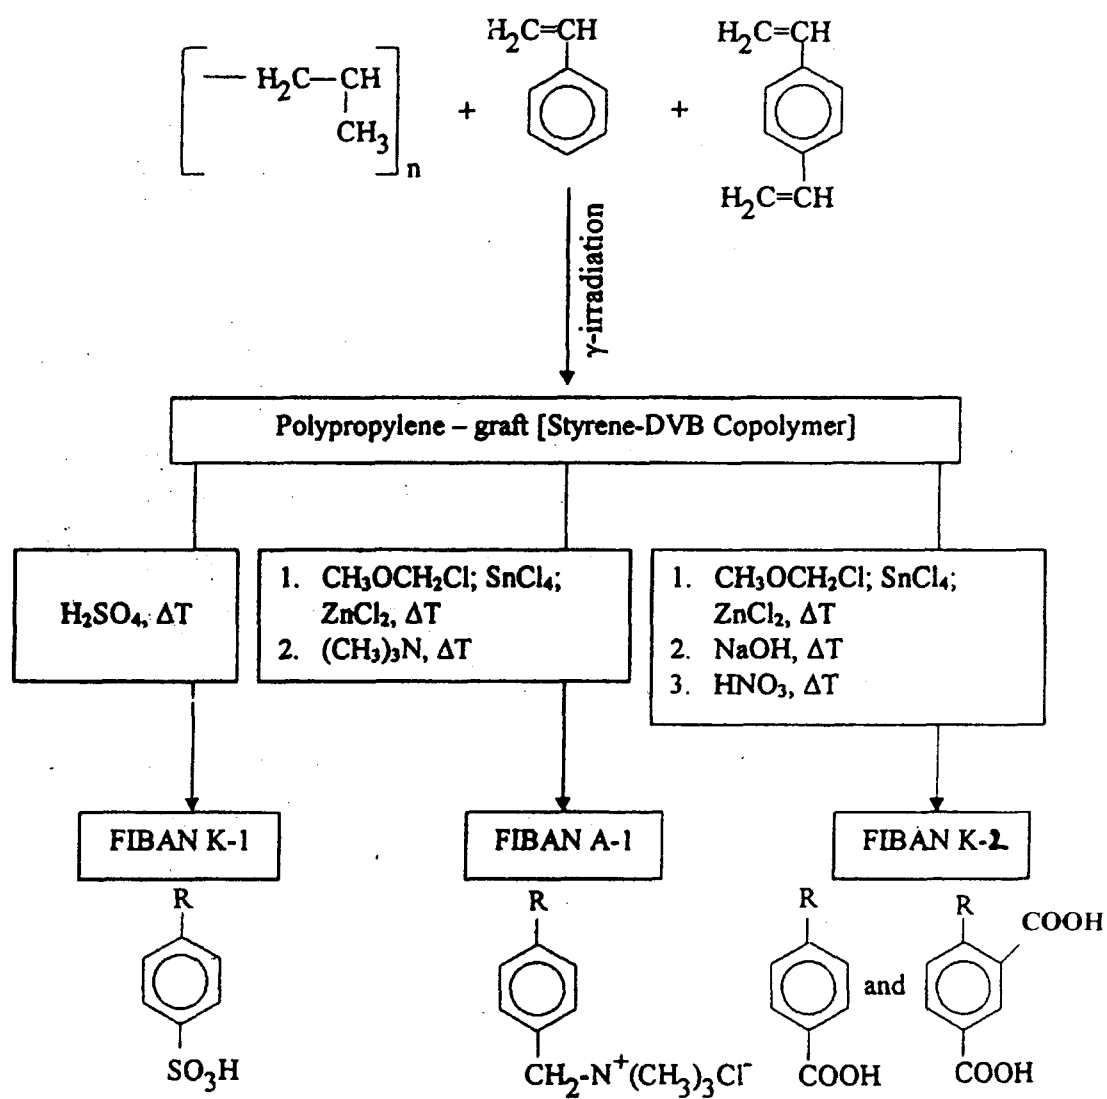 H₂C=CH
H₂C=CH
— H₂C—CH
CH₃
n
+
+
H₂C=CH
γ-irradiation
Polypropylene – graft [Styrene-DVB Copolymer]
H₂SO₄, ΔT
1. CH₃OCH₂Cl; SnCl₄;
ZnCl₂, ΔT
2. (CH₃)₃N, ΔT
1. CH₃OCH₂Cl; SnCl₄;
ZnCl₂, ΔT
2. NaOH, ΔT
3. HNO₃, ΔT
FIBAN K-1
FIBAN A-1
FIBAN K-2
R
SO₃H
R
CH₂-N⁺(CH₃)₃Cl⁻
R
COOH
and
R
COOH
COOH